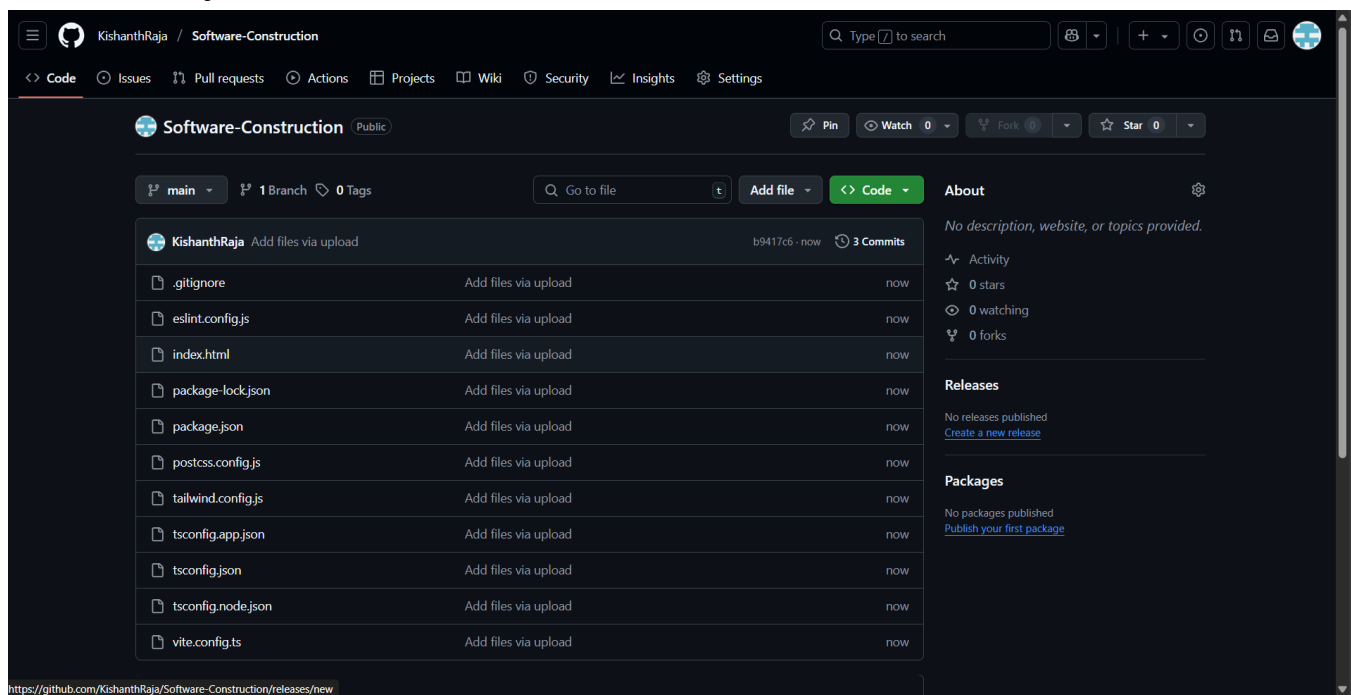 KishanthRaja / Software-Construction
Type / to search
Code Issues Pull requests Actions Projects Wiki Security Insights Settings
Software-Construction Public
Pin Watch 0 Fork 0 Star 0
main 1 Branch 0 Tags
Go to file t Add file Code
KishanthRaja Add files via upload b9417c6 · now 3 Commits
.gitignore Add files via upload now
eslint.config.js Add files via upload now
index.html Add files via upload now
package-lock.json Add files via upload now
package.json Add files via upload now
postcss.config.js Add files via upload now
tailwind.config.js Add files via upload now
tsconfig.app.json Add files via upload now
tsconfig.json Add files via upload now
tsconfig.node.json Add files via upload now
vite.config.ts Add files via upload now
About
No description, website, or topics provided.
Activity
0 stars
0 watching
0 forks
Releases
No releases published
Create a new release
Packages
No packages published
Publish your first package
https://github.com/KishanthRaja/Software-Construction/releases/new